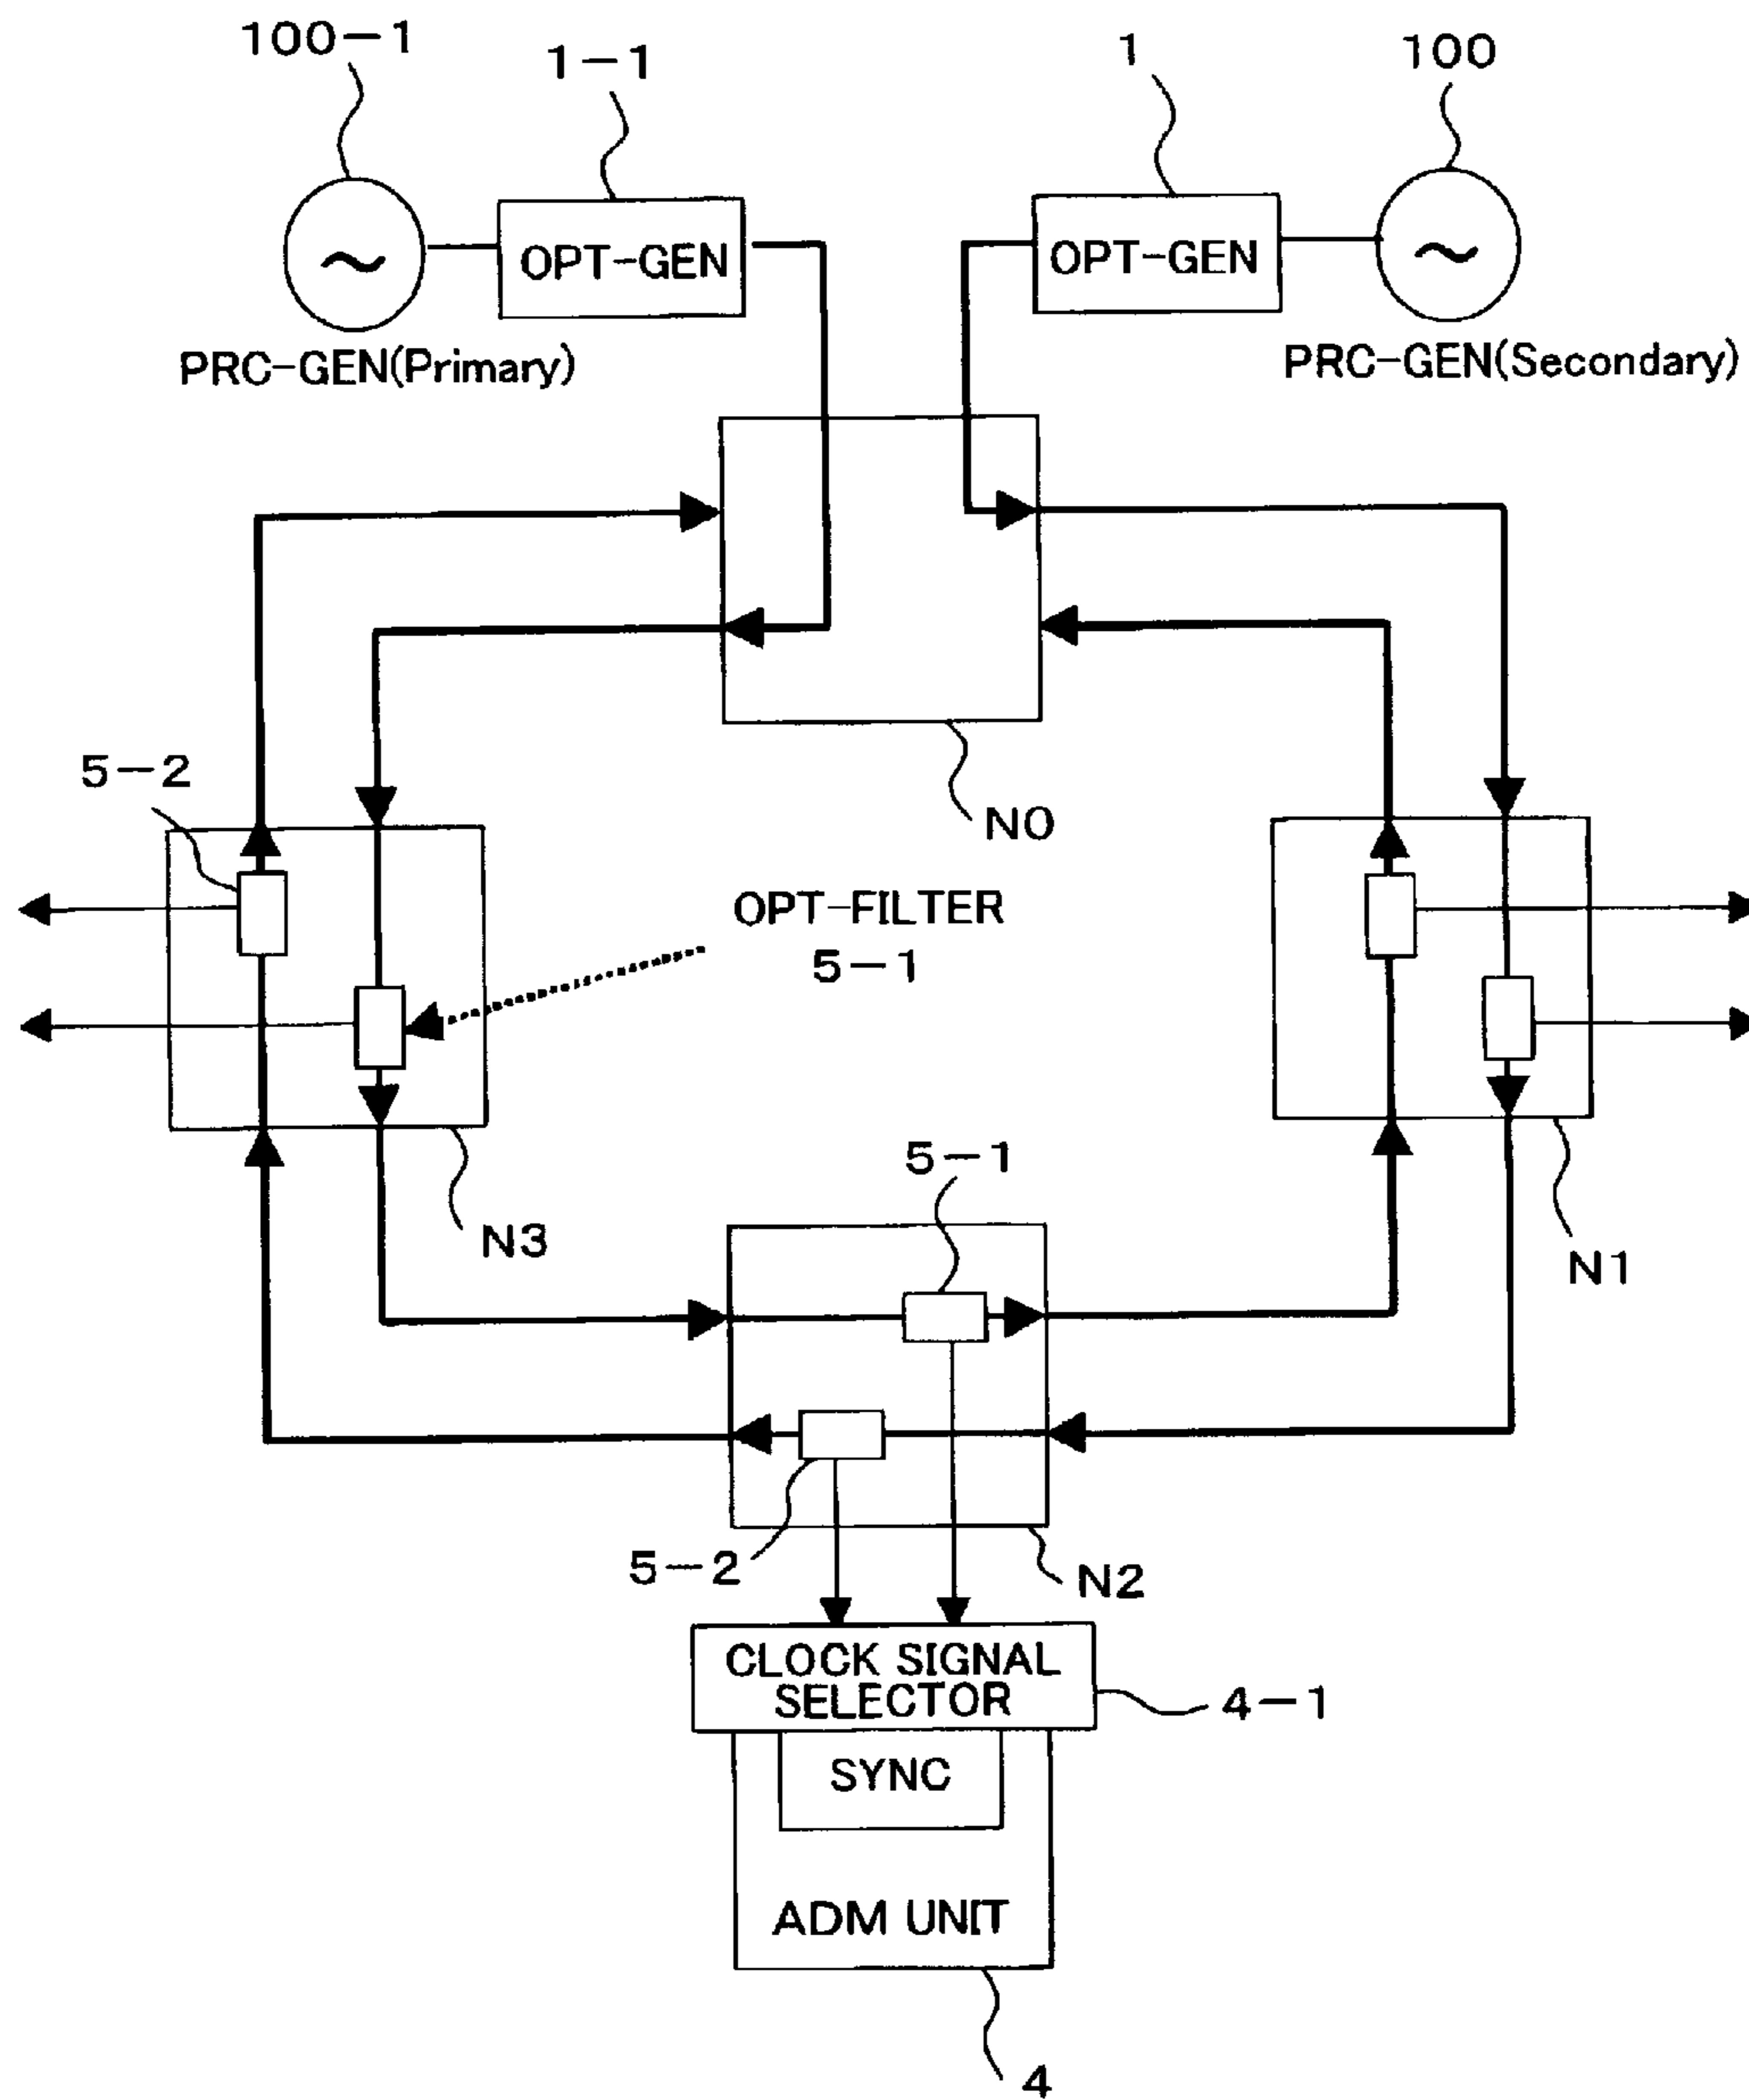 100-1
1-1
1
100
OPT-GEN
OPT-GEN
~
~
PRC-GEN(Primary)
PRC-GEN(Secondary)
5-2
N0
OPT-FILTER
5-1
5-1
N3
N1
5-2
N2
CLOCK SIGNAL
SELECTOR
4-1
SYNC
ADM UNIT
4